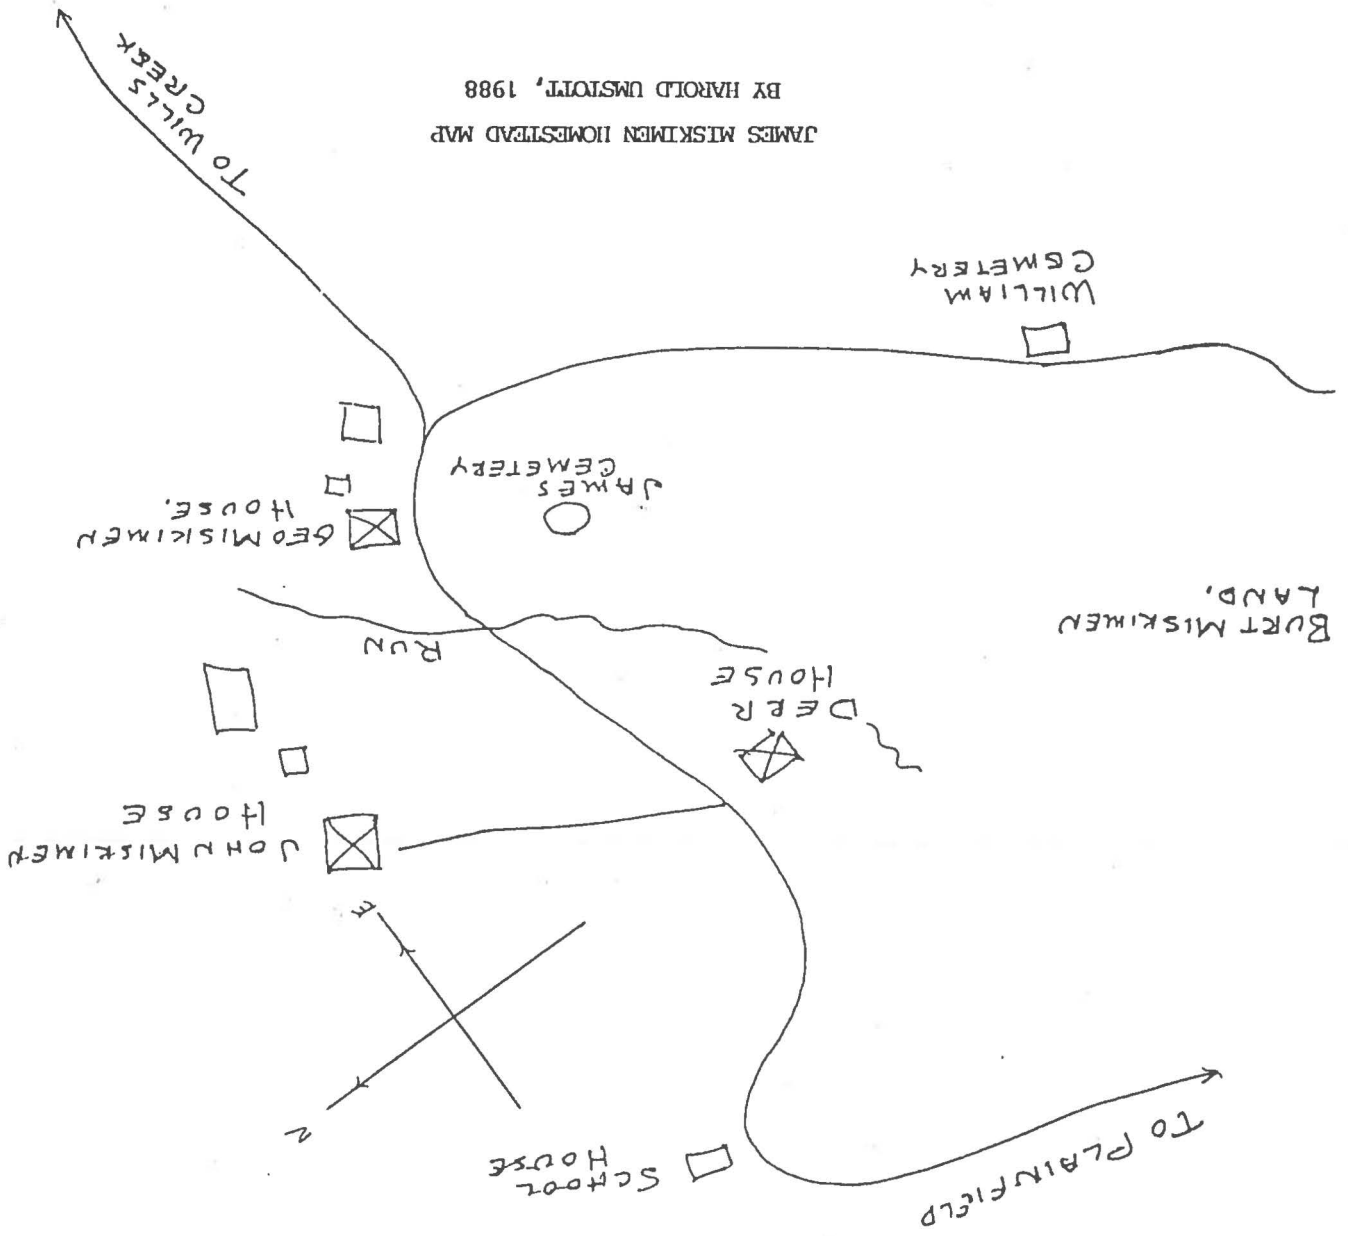 TO PLAINFIELD
SCHOOL
HOUSE
N
E
JOHN MISKIMEN
HOUSE
DERR
HOUSE
RUN
BURT MISKIMEN
LAND.
GEO MISKIMEN
HOUSE.
JAMES
CEMETERY
WILLIAM
CEMETERY
TO WILLS
CREEK
JAMES MISKIMEN HOMESTEAD MAP
BY HAROLD UMSTOTT, 1988